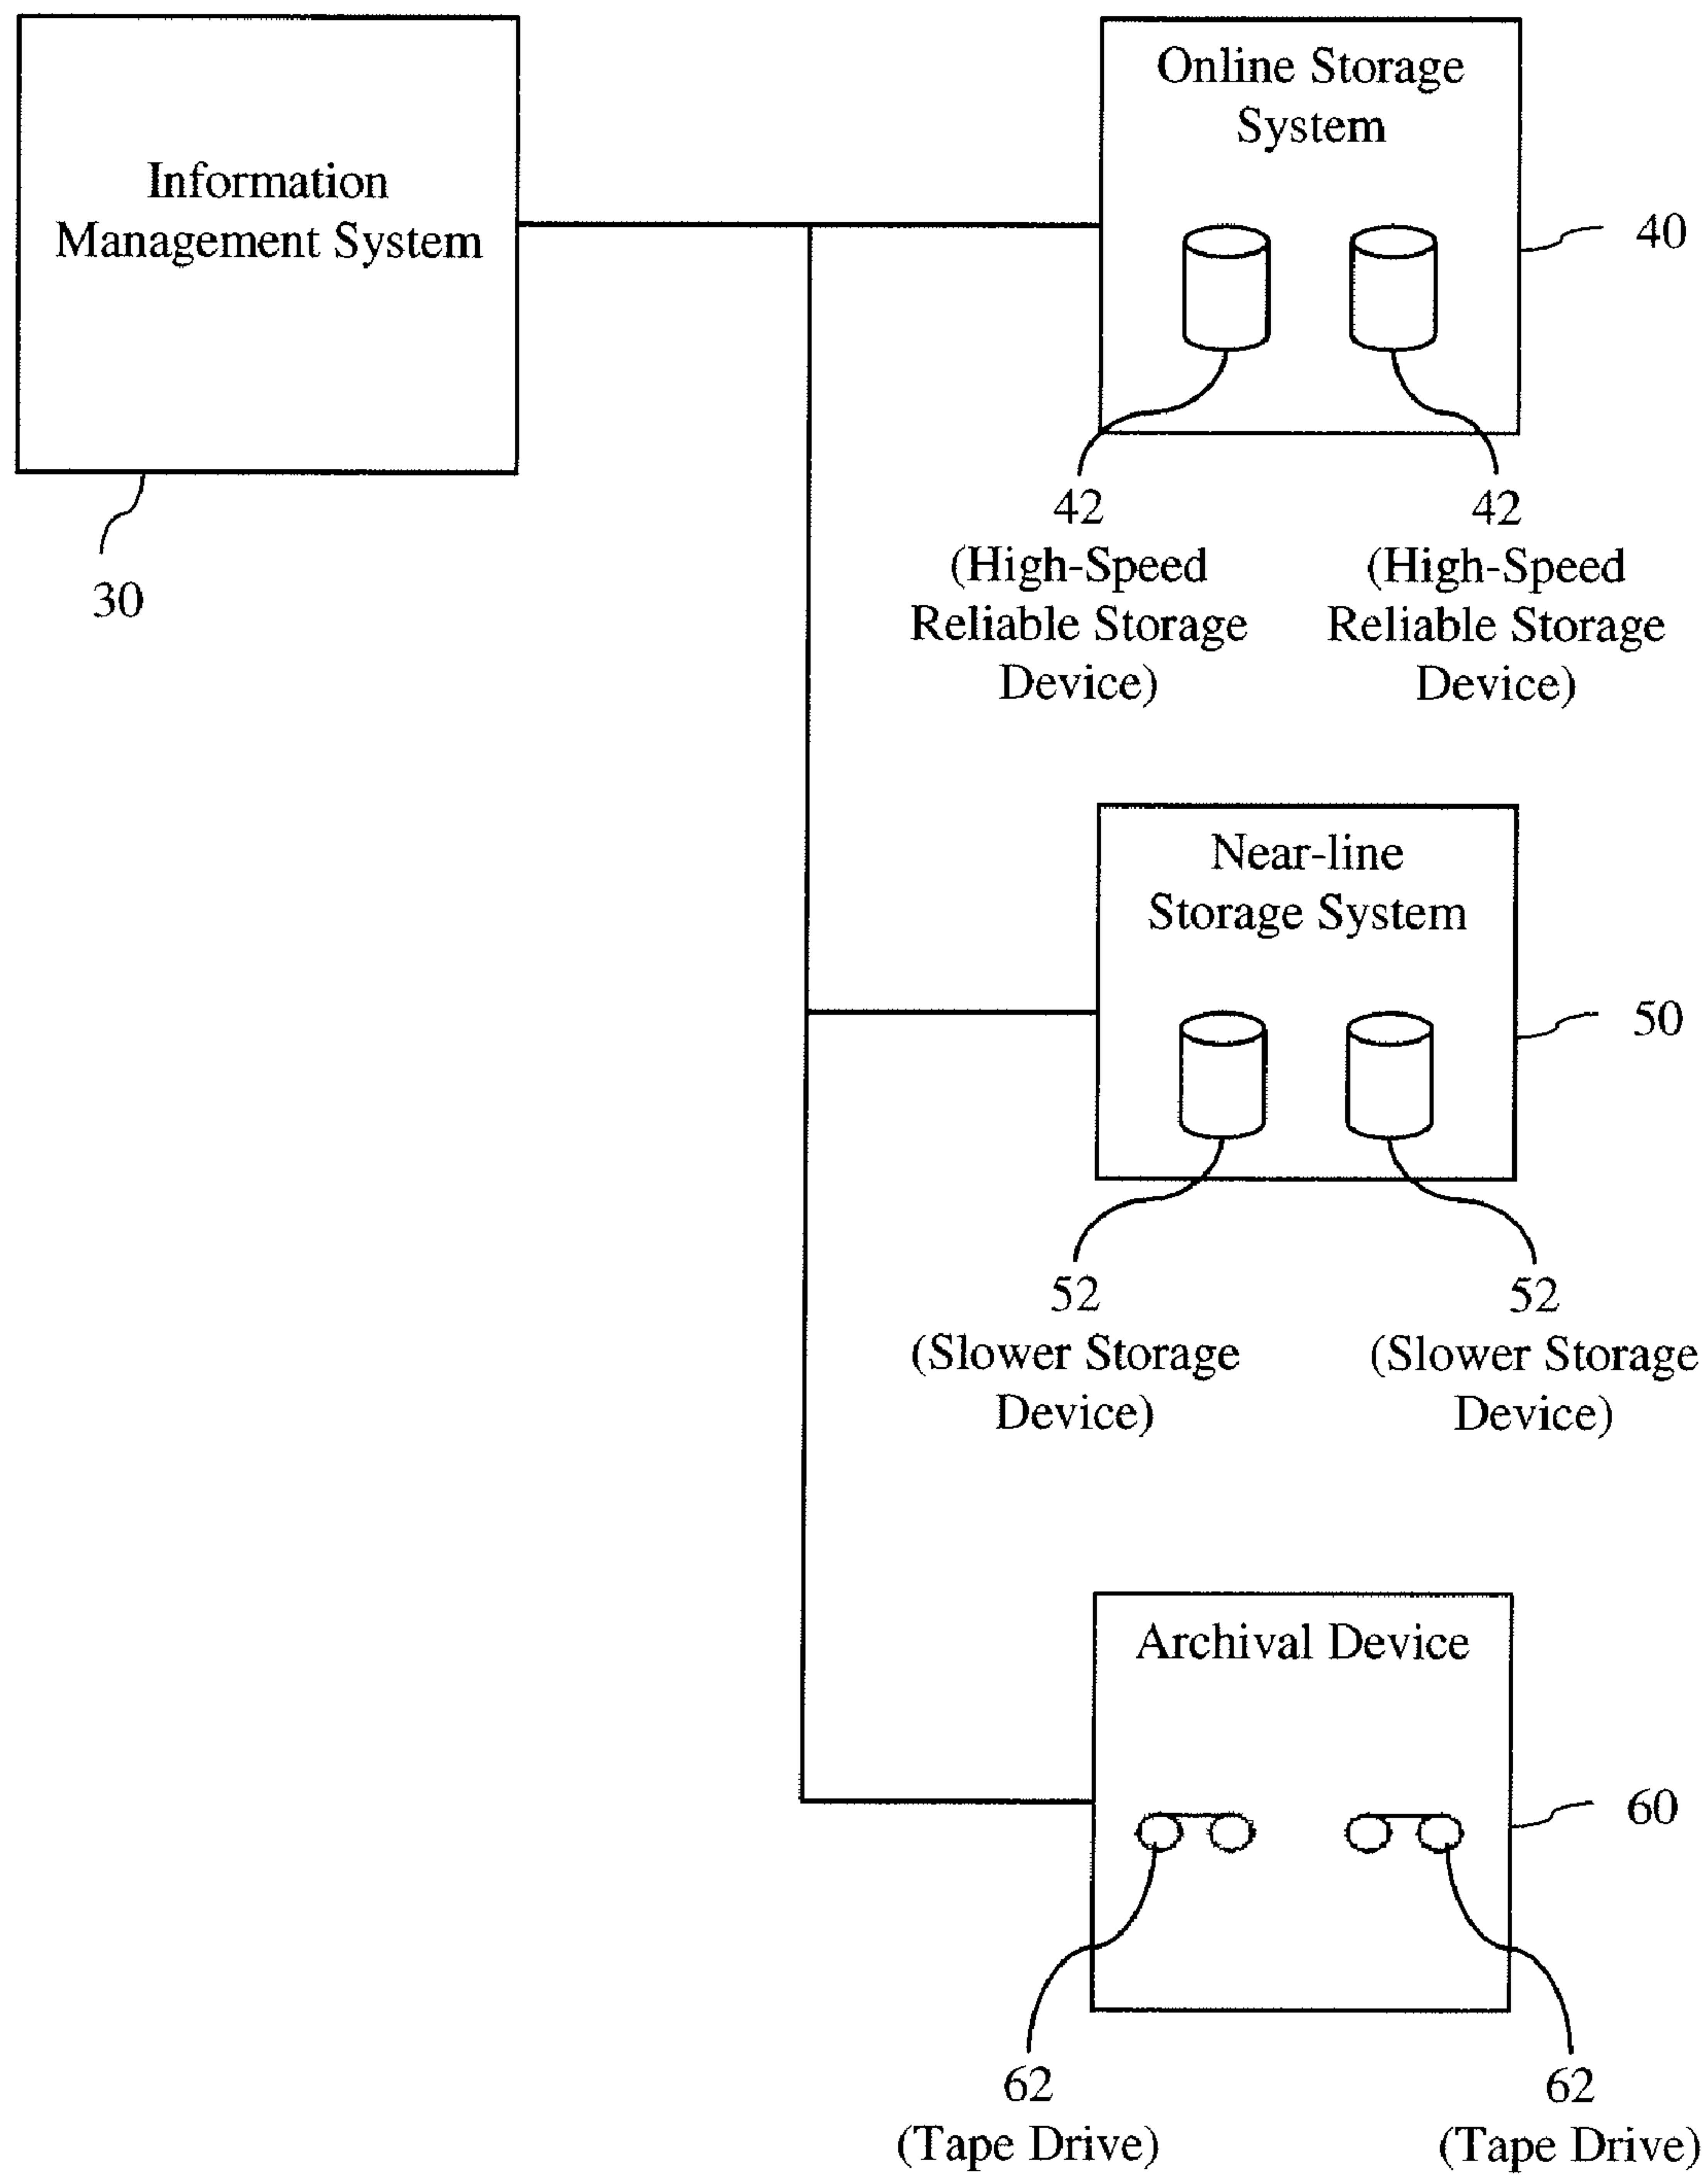 Information
Management System
30
Online Storage
System
40
42
(High-Speed
Reliable Storage
Device)
42
(High-Speed
Reliable Storage
Device)
Near-line
Storage System
50
52
(Slower Storage
Device)
52
(Slower Storage
Device)
Archival Device
60
62
(Tape Drive)
62
(Tape Drive)